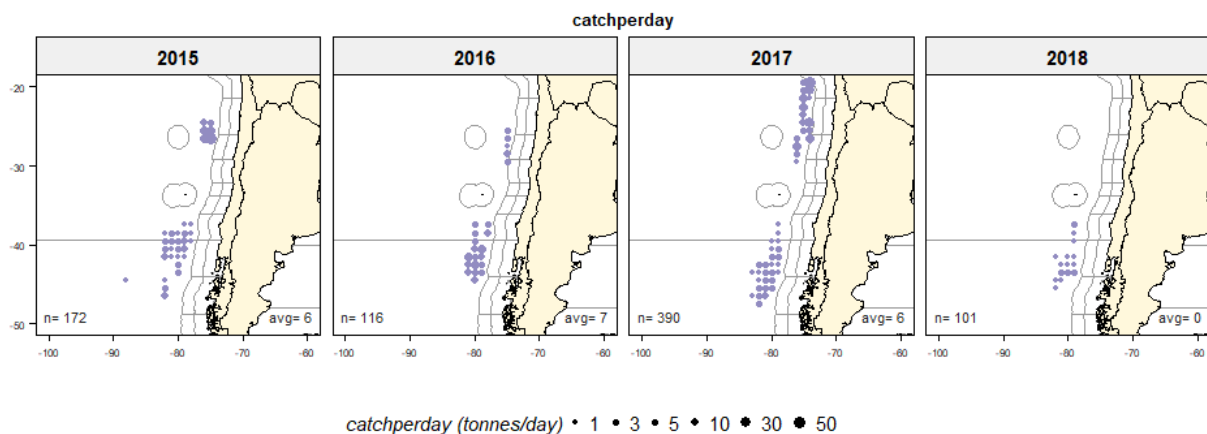 catchperday
2015 2016 2017 2018
-20
-30
-40
-50
n= 172 avg= 6 n= 116 avg= 7 n= 390 avg= 6 n= 101 avg= 0
-100 -90 -80 -70 -60 -100 -90 -80 -70 -60 -100 -90 -80 -70 -60 -100 -90 -80 -70 -60
catchperday (tonnes/day) 1 3 5 10 30 50